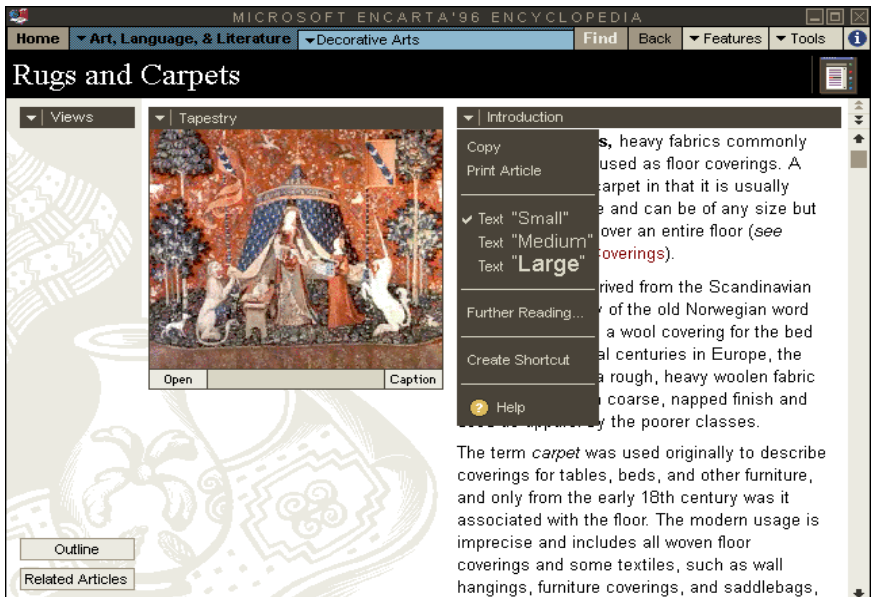 MICROSOFT ENCARTA'96 ENCYCLOPEDIA
Home Art, Language, & Literature Decorative Arts Find Back Features Tools
Rugs and Carpets
Views
Tapestry
Open Caption
Outline
Related Articles
Introduction
Copy
Print Article
Text "Small"
Text "Medium"
Text "Large"
Further Reading...
Create Shortcut
Help
s, heavy fabrics commonly
used as floor coverings. A
carpet in that it is usually
and can be of any size but
over an entire floor (see
overings).
rived from the Scandinavian
of the old Norwegian word
a wool covering for the bed
al centuries in Europe, the
a rough, heavy woolen fabric
coarse, napped finish and
by the poorer classes.
The term carpet was used originally to describe
coverings for tables, beds, and other furniture,
and only from the early 18th century was it
associated with the floor. The modern usage is
imprecise and includes all woven floor
coverings and some textiles, such as wall
hangings, furniture coverings, and saddlebags,